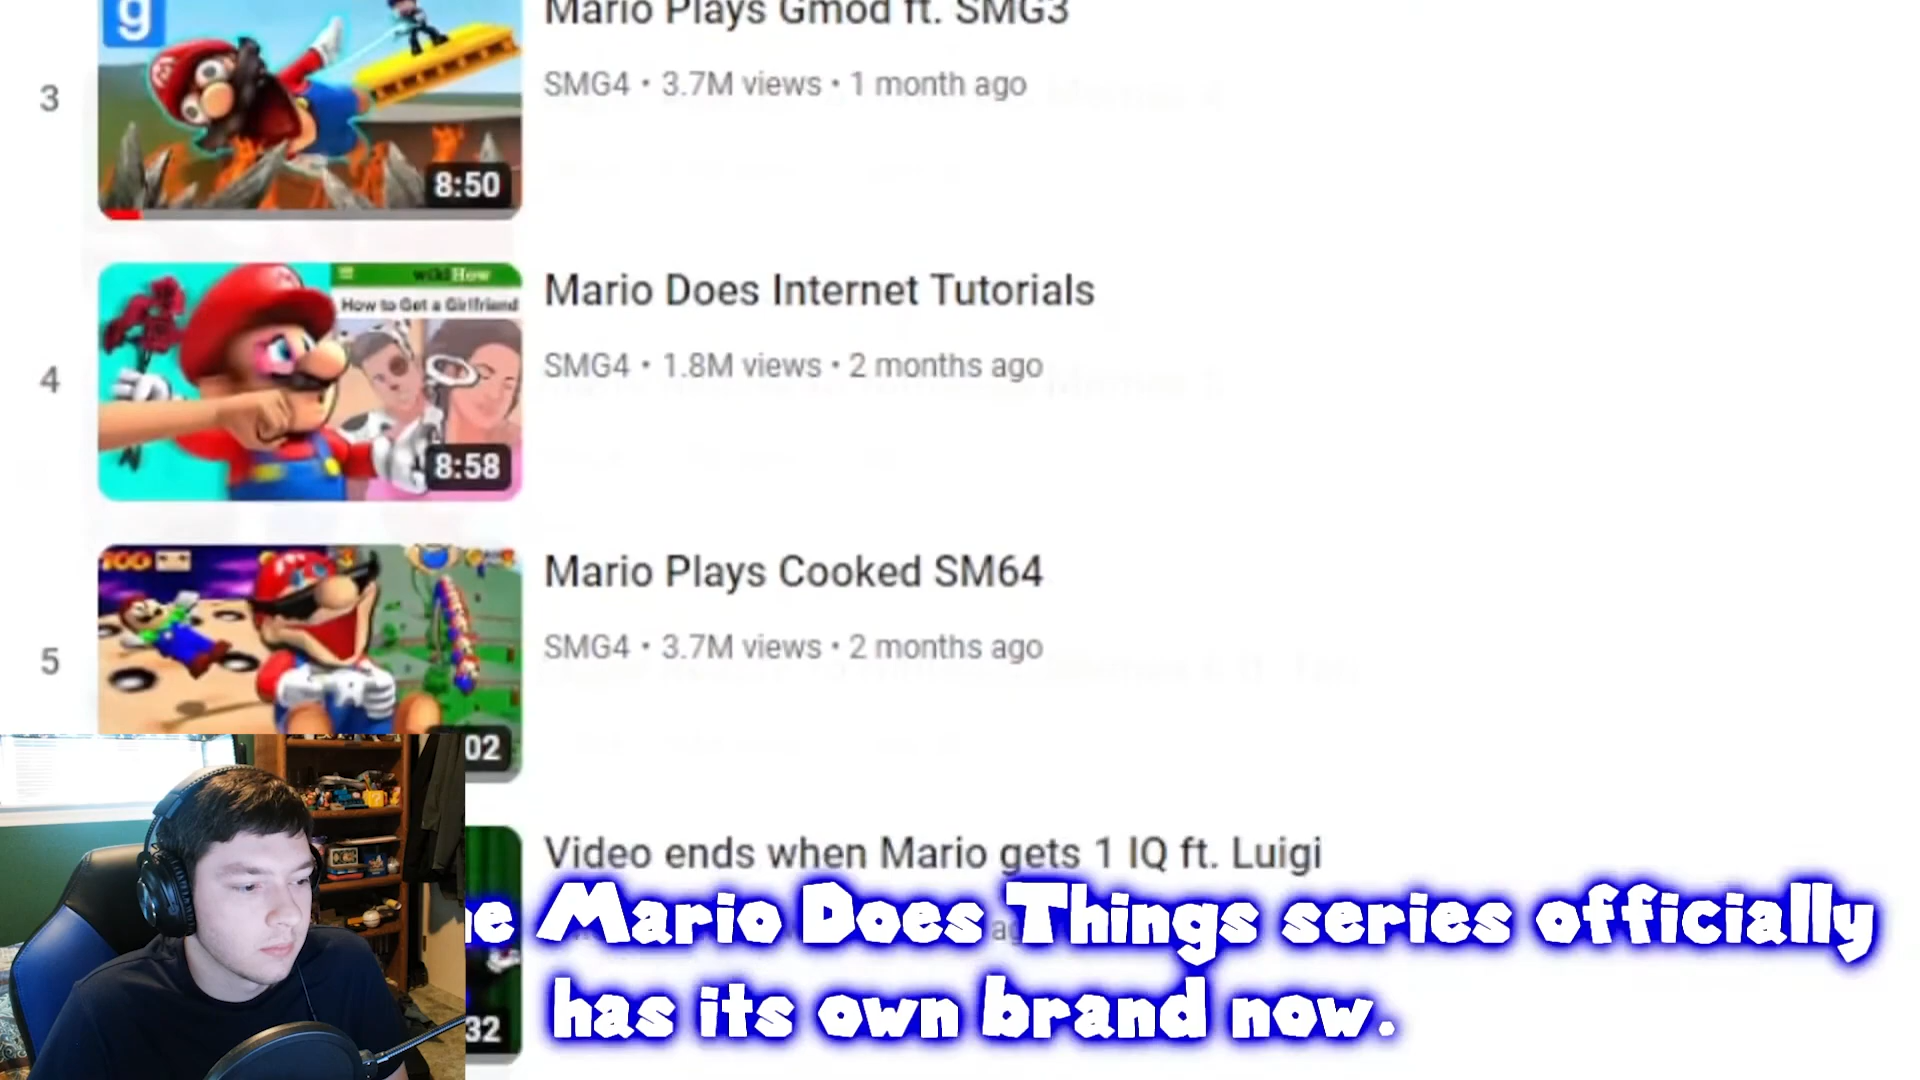 g
Mario Plays Gmod ft. SMG3
3
SMG4 • 3.7M views • 1 month ago
8:50
wikiHow
How to Get a Girlfriend
Mario Does Internet Tutorials
4
SMG4 • 1.8M views • 2 months ago
8:58
100
Mario Plays Cooked SM64
5
SMG4 • 3.7M views • 2 months ago
02
Video ends when Mario gets 1 IQ ft. Luigi
Mario Does Things series officially
has its own brand now.
32